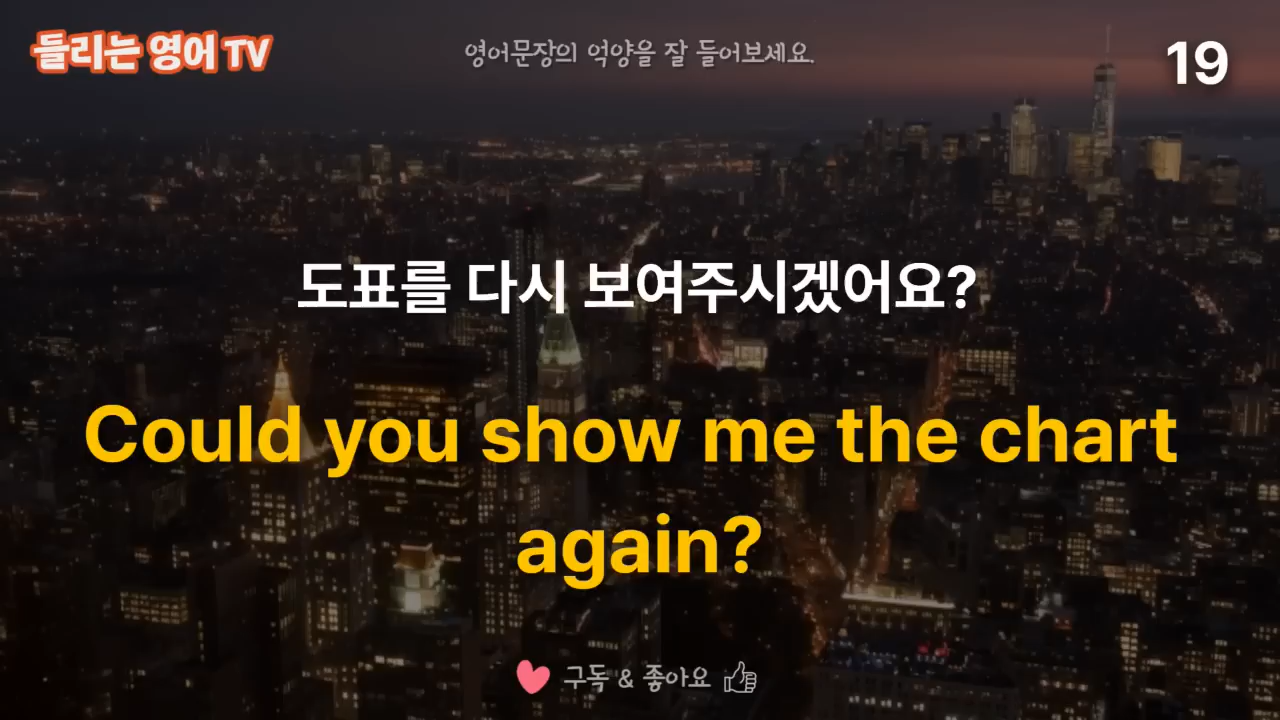 들리는 영어 TV
영어문장의 억양을 잘 들어보세요.
19
도표를 다시 보여주시겠어요?
Could you show me the chart
again?
구독 & 좋아요